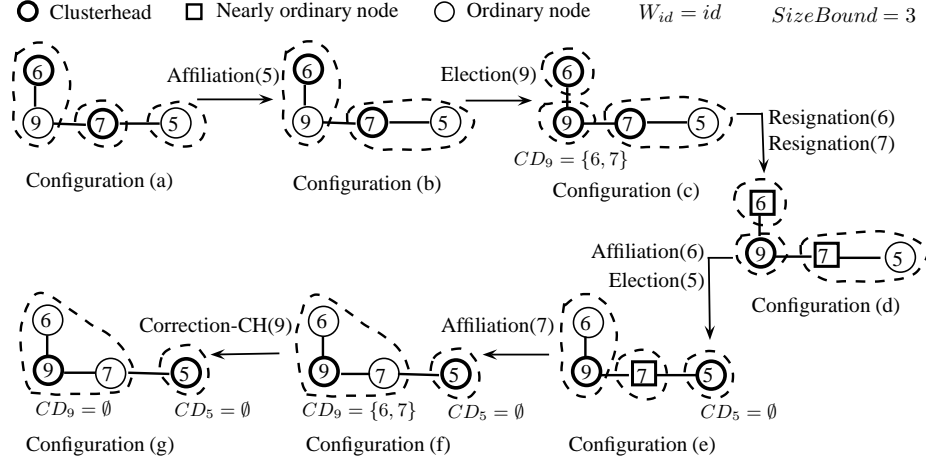 Clusterhead Nearly ordinary node Ordinary node W_id = id SizeBound = 3
6 Affiliation(5) 6 Election(9) 6
9 7 5 9 7 5 9 7 5 Resignation(6)
Resignation(7)
CD_9 = {6, 7}
Configuration (a) Configuration (b) Configuration (c)
6
Affiliation(6) 9 7 5
Election(5)
Configuration (d)
6 Correction-CH(9) 6 Affiliation(7) 6
9 7 5 9 7 5 9 7 5
CD_9 = ∅ CD_5 = ∅ CD_9 = {6, 7} CD_5 = ∅ CD_5 = ∅
Configuration (g) Configuration (f) Configuration (e)